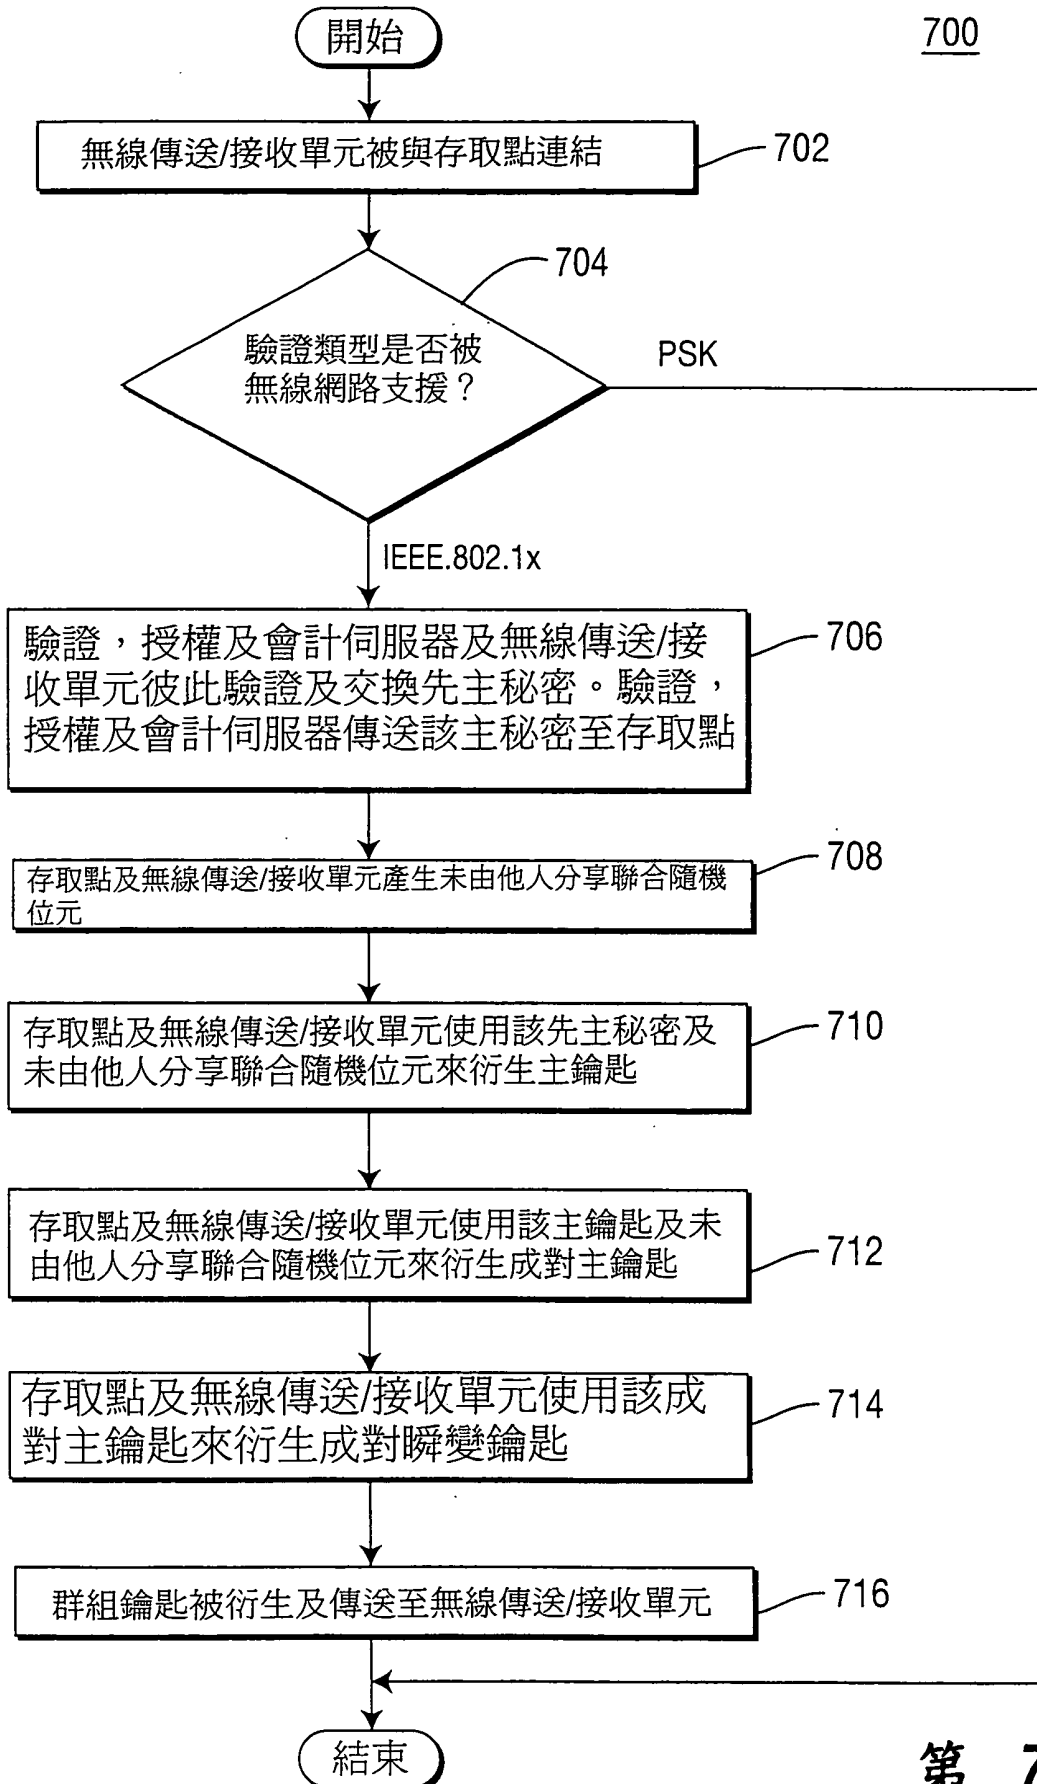 開始
700
無線傳送/接收單元被與存取點連結
702
704
驗證類型是否被
無線網路支援？
PSK
IEEE.802.1x
驗證，授權及會計伺服器及無線傳送/接
收單元彼此驗證及交換先主秘密。驗證，
授權及會計伺服器傳送該主秘密至存取點
706
存取點及無線傳送/接收單元產生未由他人分享聯合隨機
位元
708
存取點及無線傳送/接收單元使用該先主秘密及
未由他人分享聯合隨機位元來衍生主鑰匙
710
存取點及無線傳送/接收單元使用該主鑰匙及未
由他人分享聯合隨機位元來衍生成對主鑰匙
712
存取點及無線傳送/接收單元使用該成
對主鑰匙來衍生成對瞬變鑰匙
714
群組鑰匙被衍生及傳送至無線傳送/接收單元
716
結束
第 7